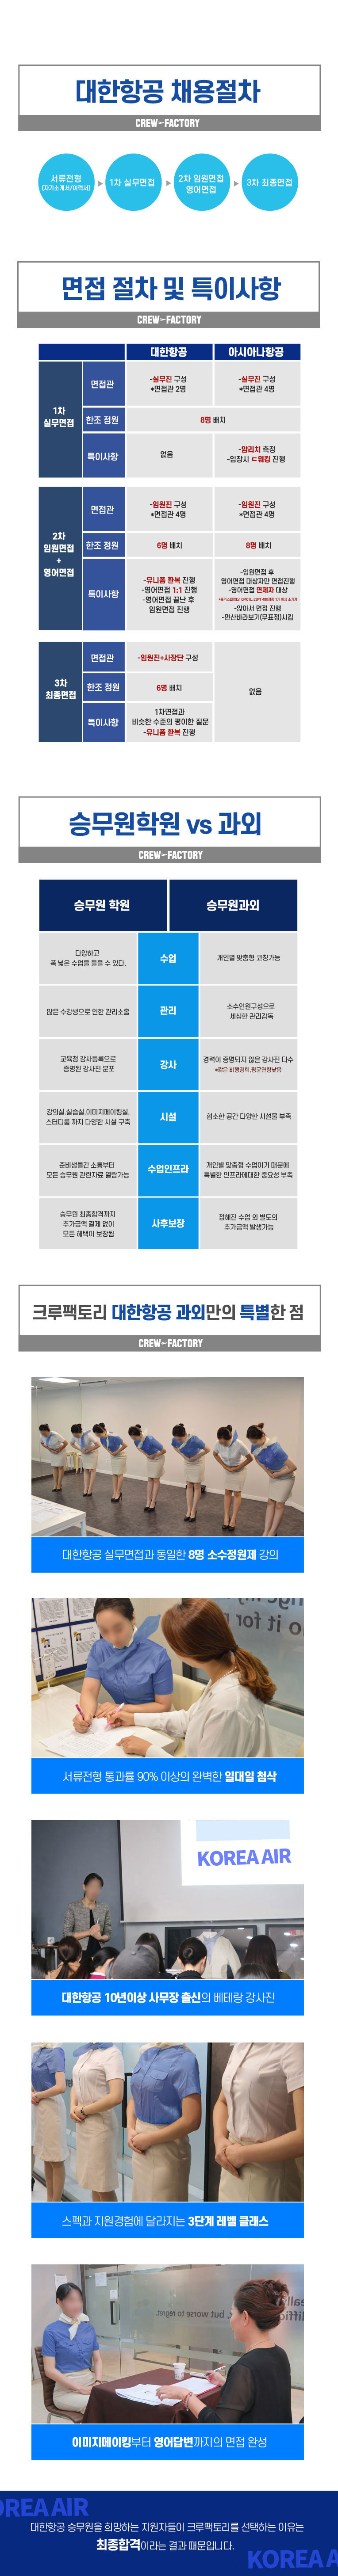 대한항공 채용절차
CREW-FACTORY
서류전형
(자기소개서/이력서)
1차 실무면접
2차 임원면접
영어면접
3차 최종면접
면접 절차 및 특이사항
CREW-FACTORY
대한항공
아시아나항공
1차
실무면접
면접관
-실무진 구성
*면접관 2명
-실무진 구성
*면접관 4명
한조 정원
8명 배치
특이사항
없음
-암리치 측정
-입장시 ㄷ워킹 진행
2차
임원면접
+
영어면접
면접관
-임원진 구성
*면접관 4명
-임원진 구성
*면접관 4명
한조 정원
6명 배치
8명 배치
특이사항
-유니폼 환복 진행
-영어면접 1:1 진행
-영어면접 끝난 후
임원면접 진행
-임원면접 후
영어면접 대상자만 면접진행
-영어면접 면제자 대상
-앉아서 면접 진행
-먼산바라보기(무표정)시킴
3차
최종면접
면접관
-임원진+사장단 구성
없음
한조 정원
6명 배치
특이사항
1차면접과
비슷한 수준의 평이한 질문
-유니폼 환복 진행
승무원학원 vs 과외
CREW-FACTORY
승무원 학원
승무원과외
다양하고
폭 넓은 수업을 들을 수 있다.
수업
개인별 맞춤형 코칭가능
많은 수강생으로 인한 관리소홀
관리
소수인원구성으로
세심한 관리감독
교육청 강사등록으로
증명된 강사진 분포
강사
경력이 증명되지 않은 강사진 다수
*짧은 비행경력,평균연령낮음
강의실,실습실,이미지메이킹실,
스터디룸 까지 다양한 시설 구축
시설
협소한 공간 다양한 시설물 부족
준비생들간 소통부터
모든 승무원 관련자료 열람가능
수업인프라
개인별 맞춤형 수업이기 때문에
특별한 인프라에대한 중요성 부족
승무원 최종합격까지
추가금액 결제 없이
모든 혜택이 보장됨
사후보장
정해진 수업 외 별도의
추가금액 발생가능
크루팩토리 대한항공 과외만의 특별한 점
CREW-FACTORY
대한항공 실무면접과 동일한 8명 소수정원제 강의
서류전형 통과률 90% 이상의 완벽한 일대일 첨삭
KOREA AIR
대한항공 10년이상 사무장 출신의 베테랑 강사진
스펙과 지원경험에 달라지는 3단계 레벨 클래스
이미지메이킹부터 영어답변까지의 면접 완성
OREA AIR
대한항공 승무원을 희망하는 지원자들이 크루팩토리를 선택하는 이유는
최종합격이라는 결과 때문입니다.
KOREA A